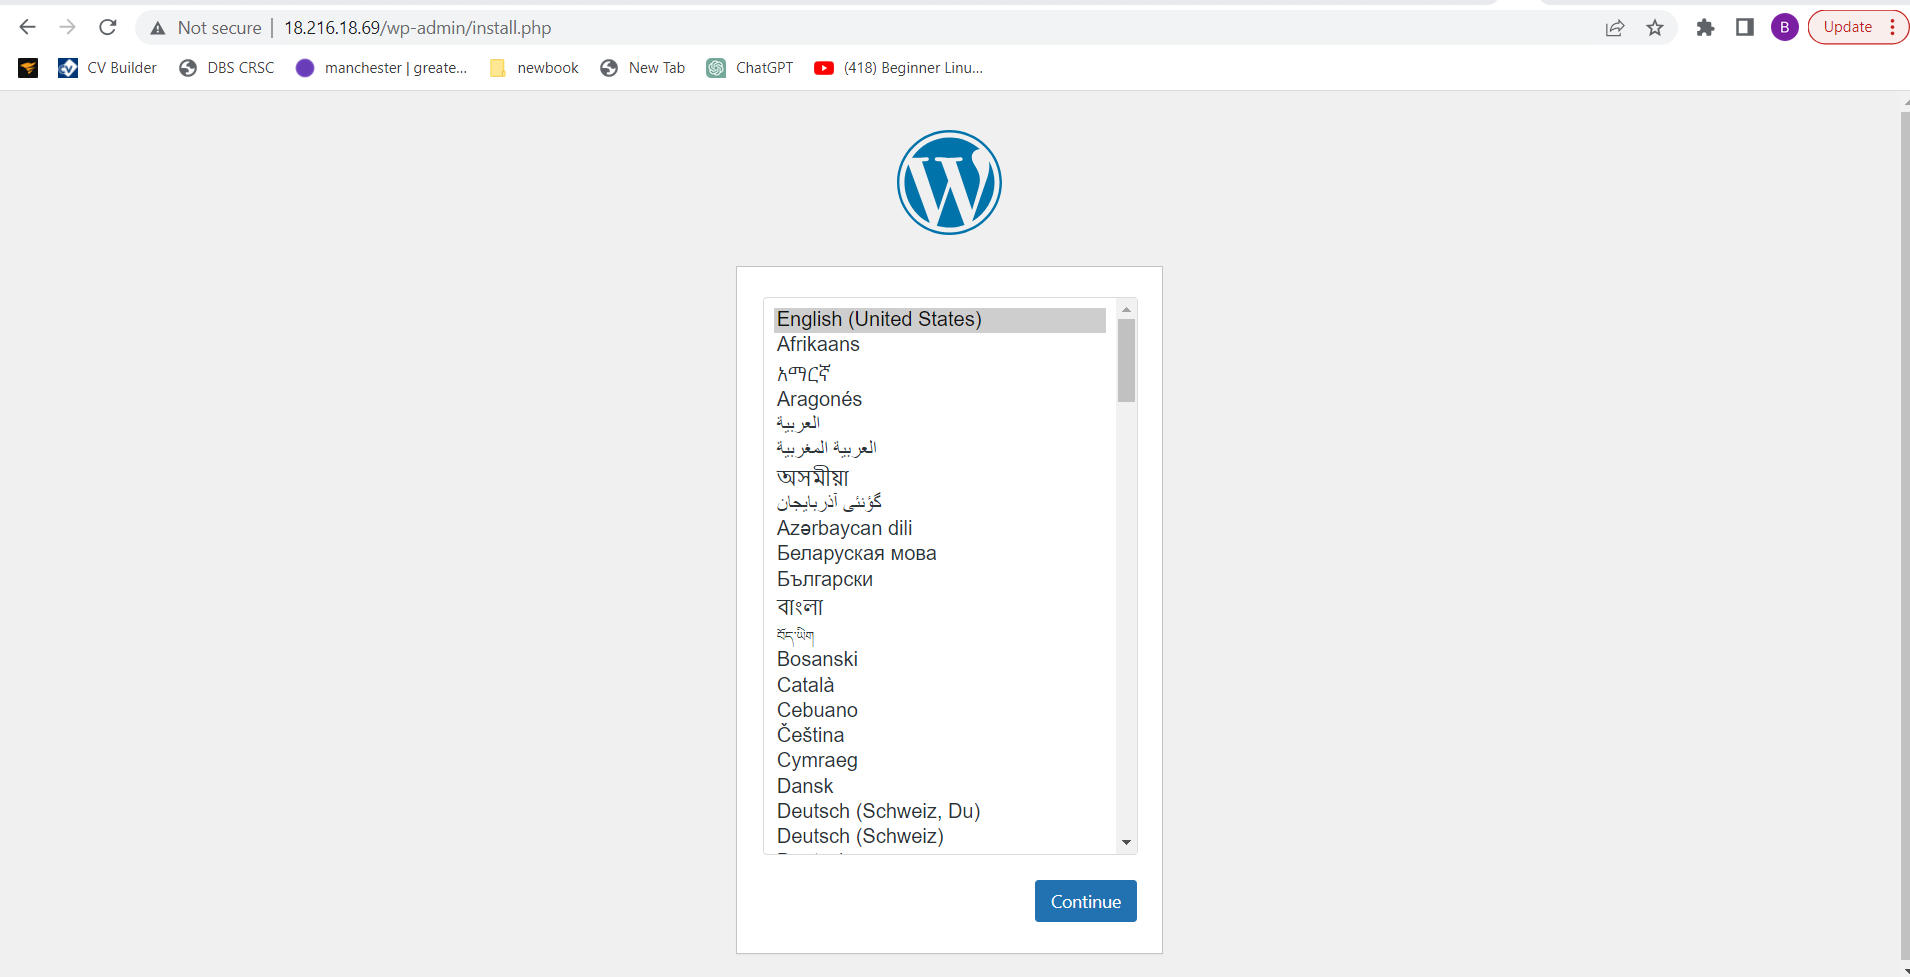 Not secure | 18.216.18.69/wp-admin/install.php B Update
CV Builder DBS CRSC manchester | greate... newbook New Tab ChatGPT (418) Beginner Linu...
English (United States)
Afrikaans
አማርኛ
Aragonés
العربية
العربية المغربية
অসমীয়া
گؤنئی آذربایجان
Azərbaycan dili
Беларуская мова
Български
বাংলা
བོད་ཡིག
Bosanski
Català
Cebuano
Čeština
Cymraeg
Dansk
Deutsch (Schweiz, Du)
Deutsch (Schweiz)
Continue